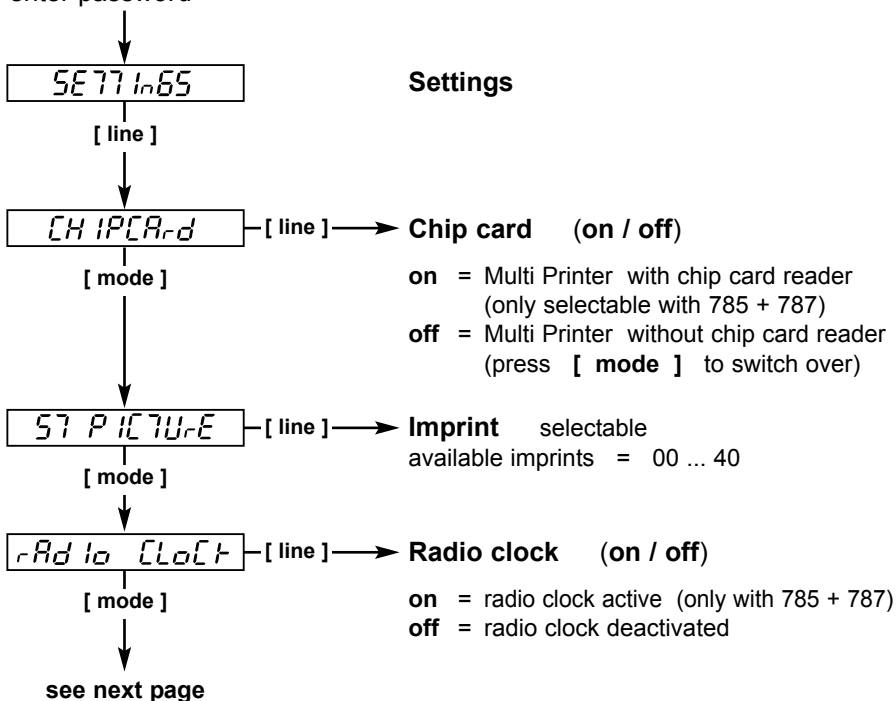 enter password
SETTInGS Settings
[ line ]
CHIPCArd [ line ] Chip card (on / off)
[ mode ] on = Multi Printer with chip card reader
(only selectable with 785 + 787)
off = Multi Printer without chip card reader
(press [ mode ] to switch over)
ST PICTUrE [ line ] Imprint selectable
available imprints = 00 ... 40
[ mode ]
rAdIo CLoCk [ line ] Radio clock (on / off)
[ mode ] on = radio clock active (only with 785 + 787)
off = radio clock deactivated
see next page